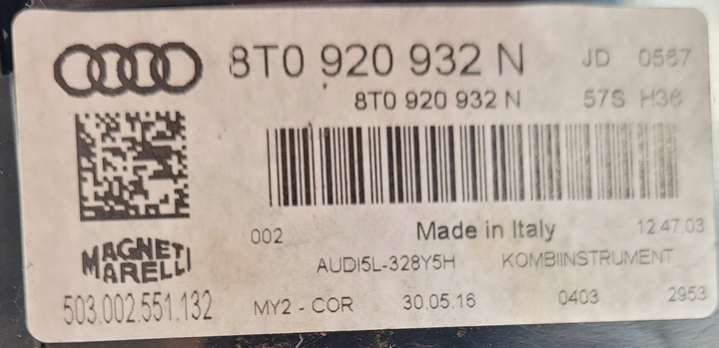 8T0 920 932 N JD 0567
8T0 920 932 N 57S H36
002 Made in Italy 12.47.03
MAGNETI
MARELLI
AUDI5L-328Y5H KOMBIINSTRUMENT
503.002.551.132 MY2 - COR 30.05.16 0403 2953